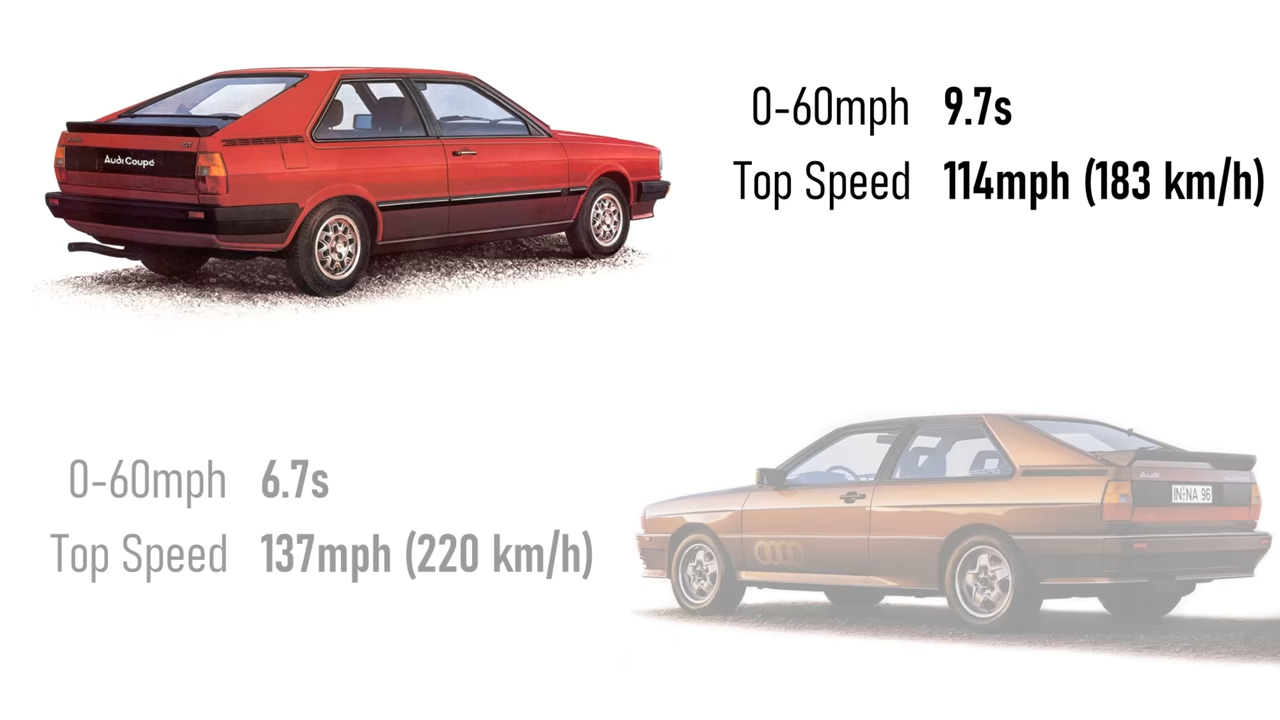 0-60mph 9.7s
Top Speed 114mph (183 km/h)
Audi Coupé
GT
0-60mph 6.7s
Top Speed 137mph (220 km/h)
Audi
IN-NA 96